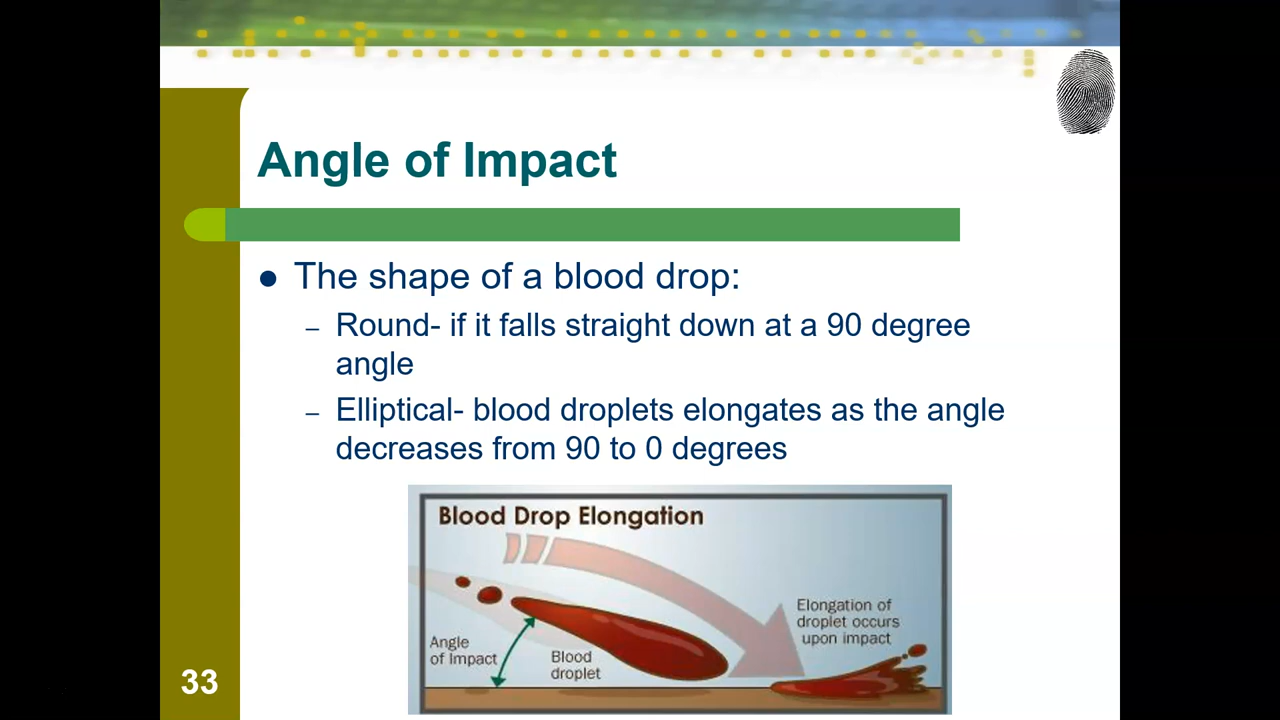 Angle of Impact
The shape of a blood drop:
– Round- if it falls straight down at a 90 degree
angle
– Elliptical- blood droplets elongates as the angle
decreases from 90 to 0 degrees
Blood Drop Elongation
Elongation of
droplet occurs
upon impact
Angle
of Impact
Blood
droplet
33